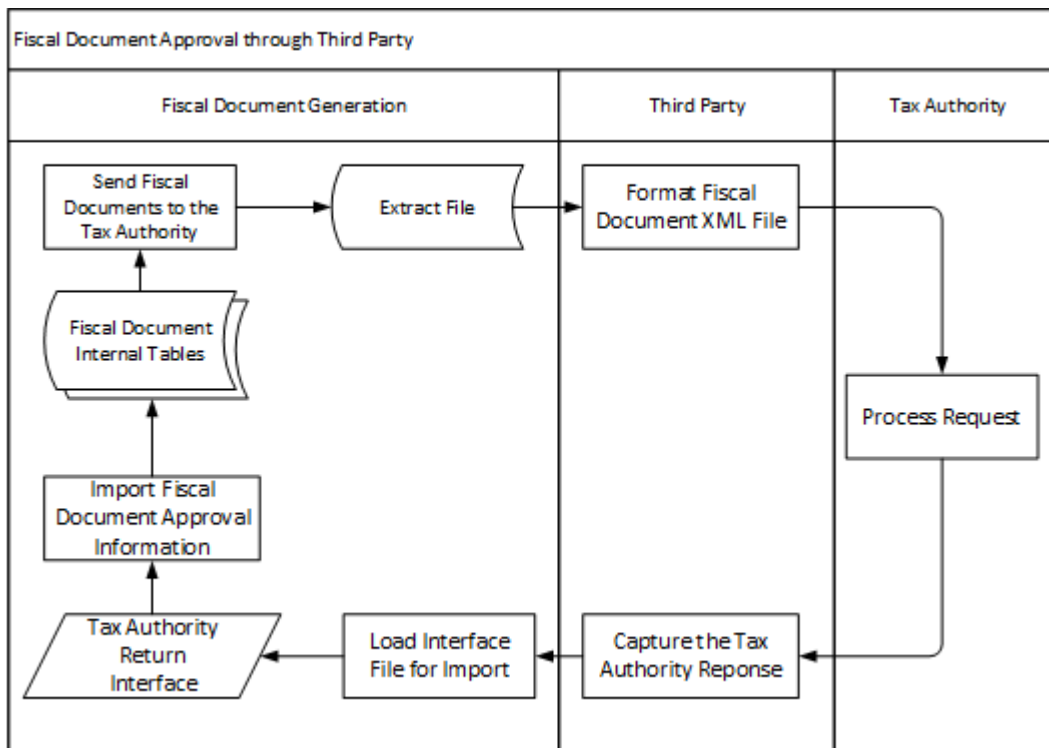 Fiscal Document Approval through Third Party
Fiscal Document Generation
Third Party
Tax Authority
Send Fiscal
Documents to the
Tax Authority
Extract File
Format Fiscal
Document XML File
Fiscal Document
Internal Tables
Process Request
Import Fiscal
Document Approval
Information
Tax Authority
Return
Interface
Load Interface
File for Import
Capture the Tax
Authority Reponse